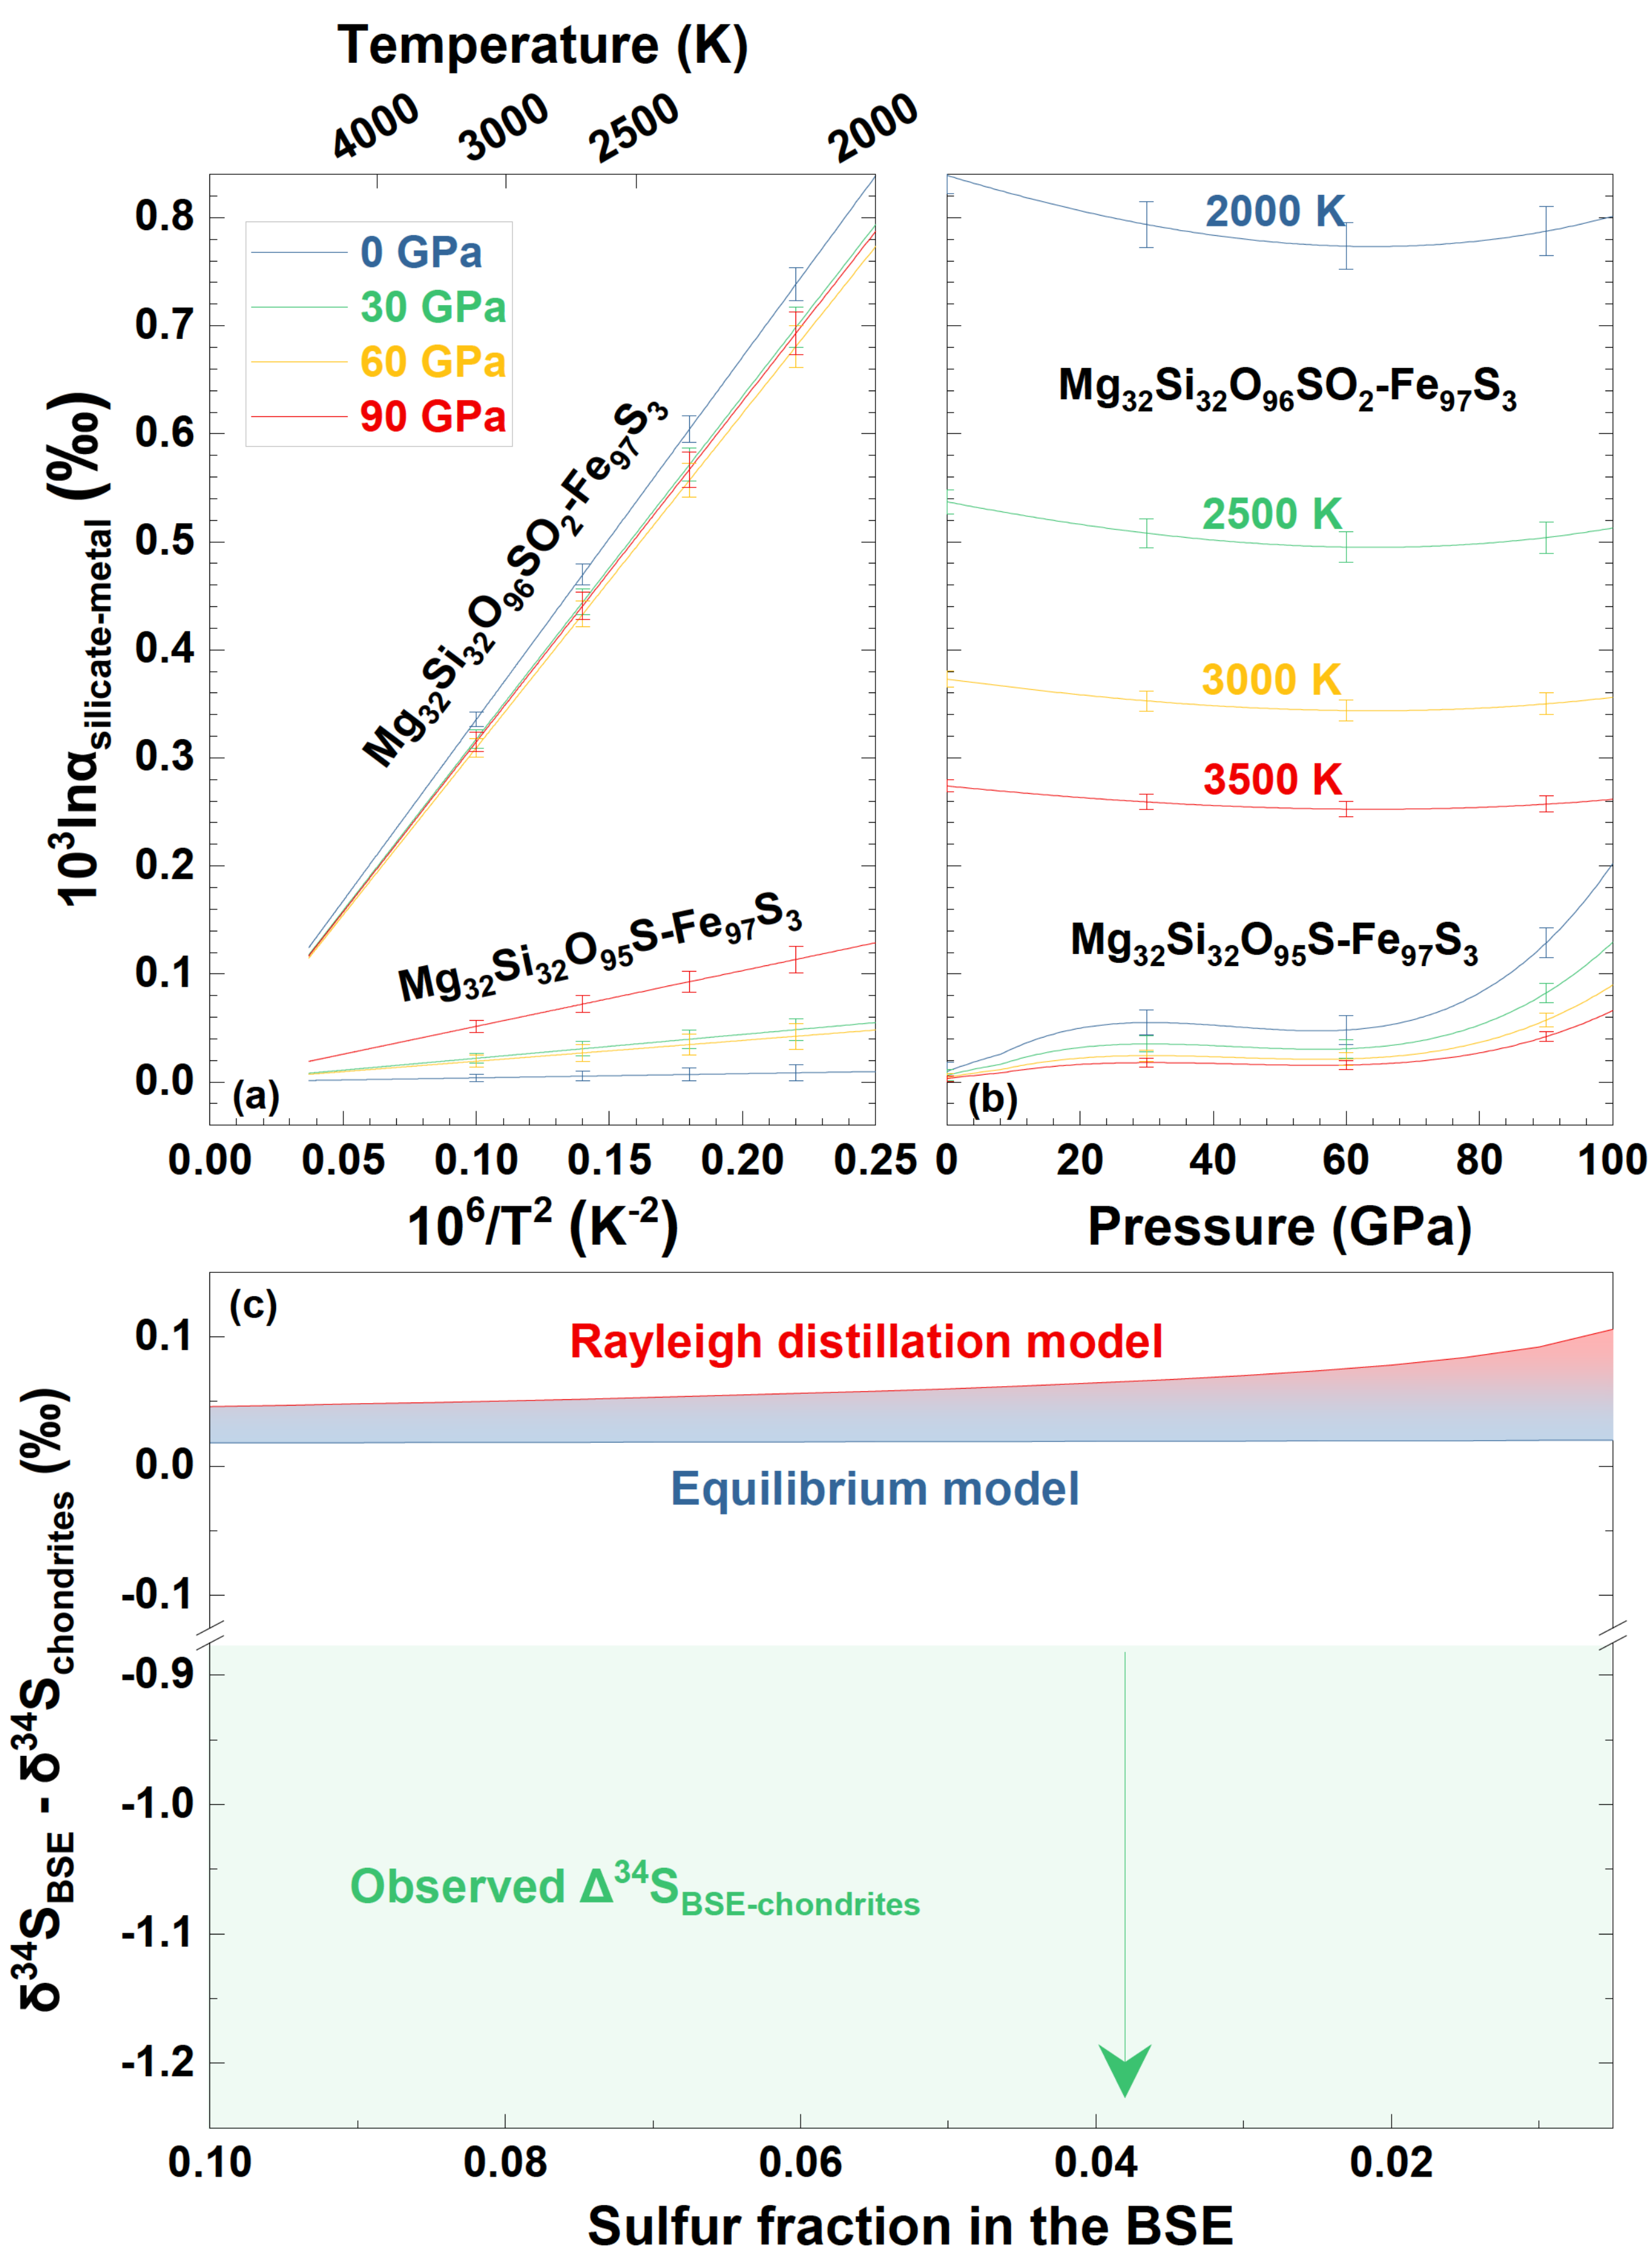 Temperature (K)
4000 3000 2500 2000
10³lnα_silicate-metal (‰)
0.8
0.7
0.6
0.5
0.4
0.3
0.2
0.1
0.0
0 GPa
30 GPa
60 GPa
90 GPa
Mg₃₂Si₃₂O₉₆SO₂-Fe₉₇S₃
Mg₃₂Si₃₂O₉₅S-Fe₉₇S₃
(a)
0.00 0.05 0.10 0.15 0.20 0.25
10⁶/T² (K⁻²)
2000 K
Mg₃₂Si₃₂O₉₆SO₂-Fe₉₇S₃
2500 K
3000 K
3500 K
Mg₃₂Si₃₂O₉₅S-Fe₉₇S₃
(b)
0 20 40 60 80 100
Pressure (GPa)
δ³⁴S_BSE - δ³⁴S_chondrites (‰)
0.1
0.0
-0.1
-0.9
-1.0
-1.1
-1.2
(c)
Rayleigh distillation model
Equilibrium model
Observed Δ³⁴S_BSE-chondrites
0.10 0.08 0.06 0.04 0.02
Sulfur fraction in the BSE